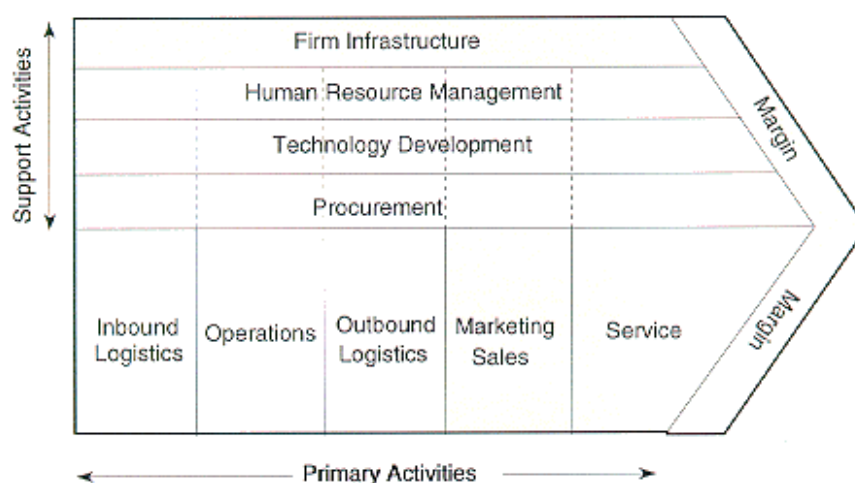 Support Activities
Firm Infrastructure
Human Resource Management
Technology Development
Procurement
Margin
Inbound
Logistics
Operations
Outbound
Logistics
Marketing
Sales
Service
Margin
Primary Activities